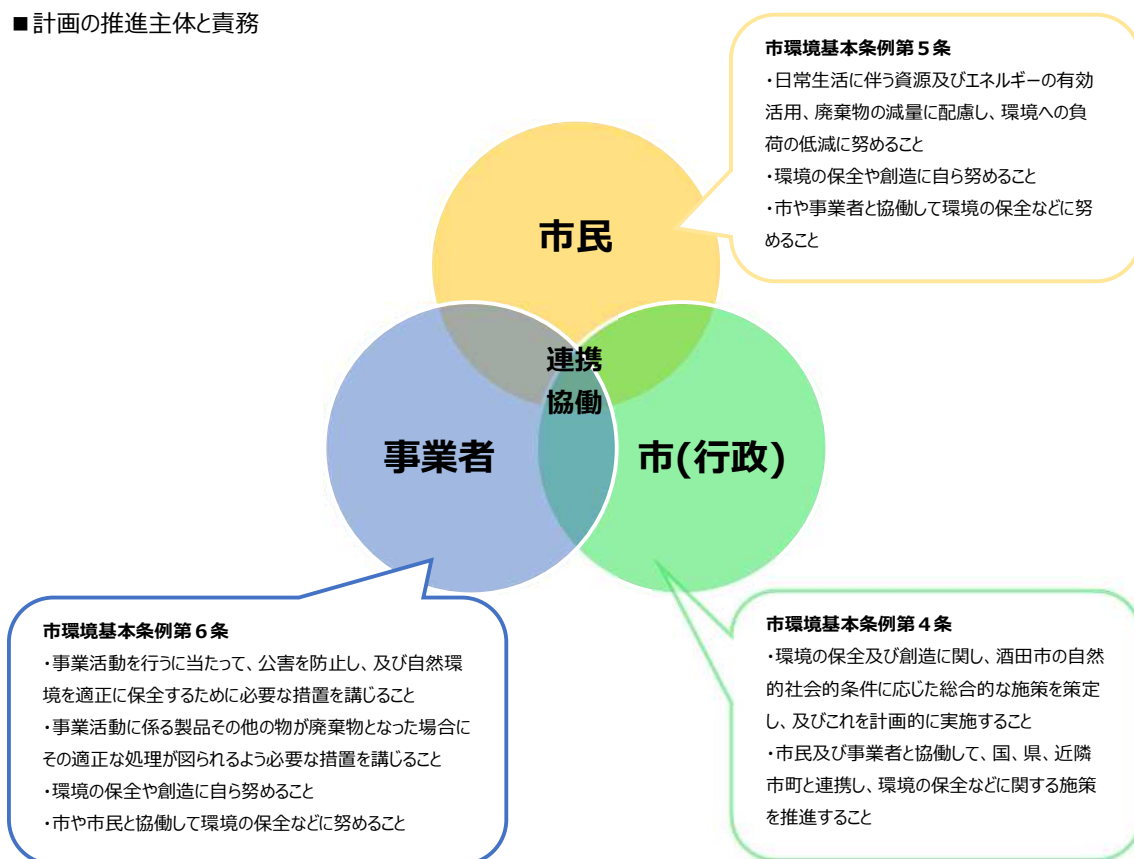 ■計画の推進主体と責務
市環境基本条例第5条
・日常生活に伴う資源及びエネルギーの有効
活用、廃棄物の減量に配慮し、環境への負
荷の低減に努めること
・環境の保全や創造に自ら努めること
・市や事業者と協働して環境の保全などに努
めること
市民
連携
協働
事業者
市(行政)
市環境基本条例第6条
・事業活動を行うに当たって、公害を防止し、及び自然環
境を適正に保全するために必要な措置を講じること
・事業活動に係る製品その他の物が廃棄物となった場合に
その適正な処理が図られるよう必要な措置を講じること
・環境の保全や創造に自ら努めること
・市や市民と協働して環境の保全などに努めること
市環境基本条例第4条
・環境の保全及び創造に関し、酒田市の自然
的社会的条件に応じた総合的な施策を策定
し、及びこれを計画的に実施すること
・市民及び事業者と協働して、国、県、近隣
市町と連携し、環境の保全などに関する施策
を推進すること